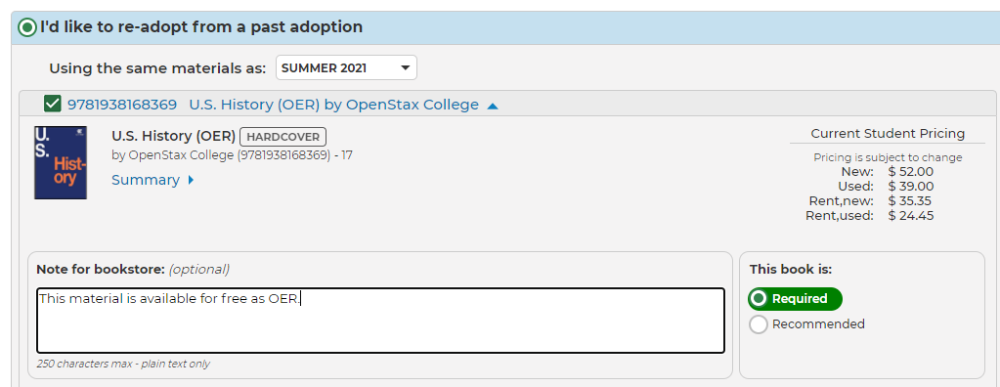 I'd like to re-adopt from a past adoption
Using the same materials as: SUMMER 2021
9781938168369 U.S. History (OER) by OpenStax College
U.S. History (OER) HARDCOVER
by OpenStax College (9781938168369) - 17
Summary
U.
S.
Hist-
ory
Current Student Pricing
Pricing is subject to change
New: $ 52.00
Used: $ 39.00
Rent,new: $ 35.35
Rent,used: $ 24.45
Note for bookstore: (optional)
This material is available for free as OER.
250 characters max - plain text only
This book is:
Required
Recommended